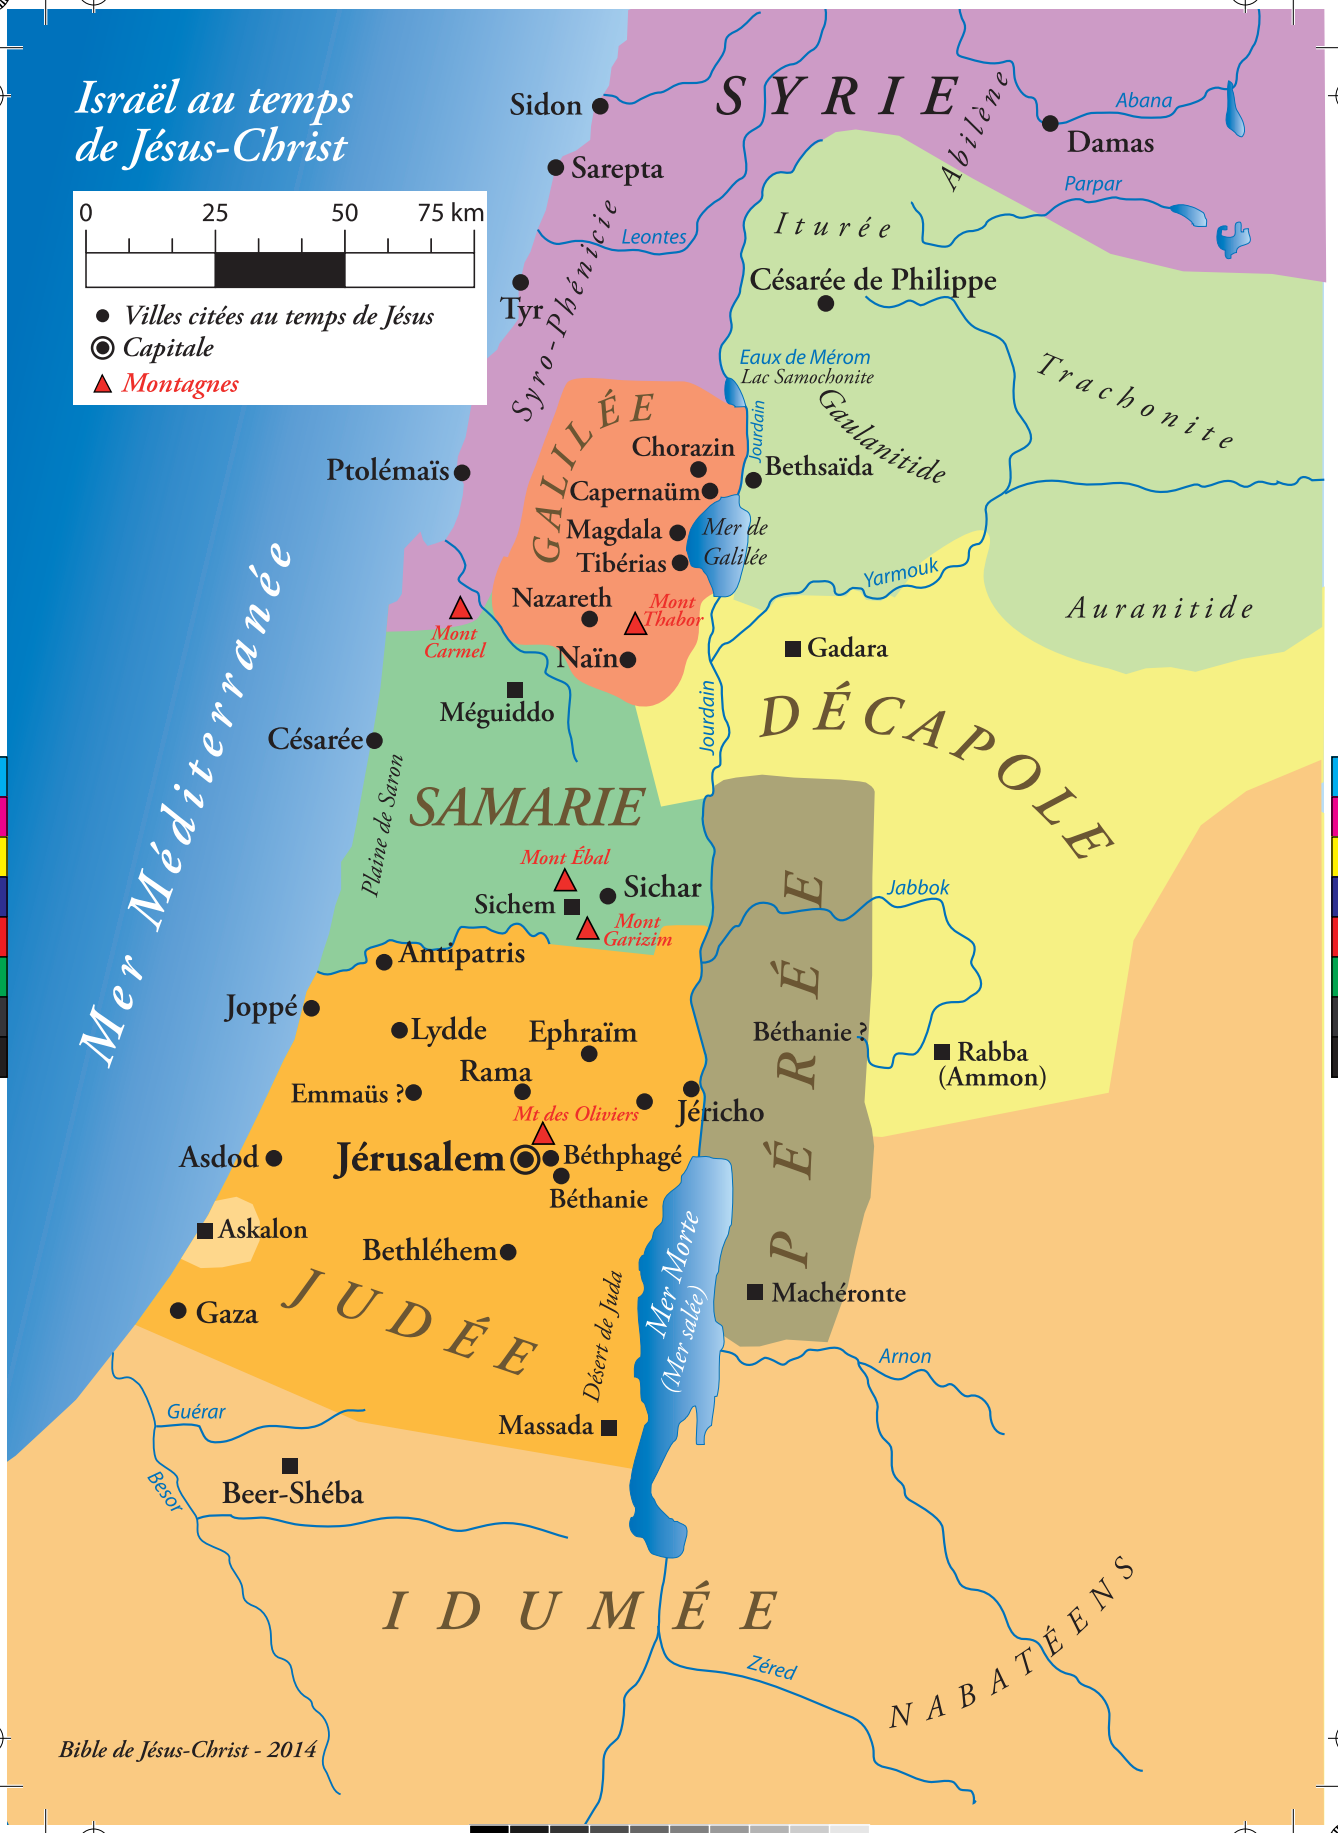 Israël au temps
de Jésus-Christ
0 25 50 75 km
Villes citées au temps de Jésus
Capitale
Montagnes
SYRIE
Sidon
Abilène
Abana
Damas
Sarepta
Parpar
Syro-Phénicie
Leontes
Iturée
Césarée de Philippe
Tyr
Eaux de Mérom
Lac Samochonite
Trachonite
Gaulanitide
GALILÉE
Jourdain
Chorazin
Bethsaïda
Ptolémaïs
Capernaüm
Magdala
Mer de
Galilée
Tibérias
Yarmouk
Nazareth
Mont
Thabor
Auranitide
Mont
Carmel
Naïn
Gadara
Méguiddo
Jourdain
DÉCAPOLE
Césarée
Mer Méditerranée
Plaine de Saron
SAMARIE
Mont Ébal
Sichar
Sichem
Mont
Garizim
Jabbok
PÉRÉE
Antipatris
Joppé
Lydde
Ephraïm
Béthanie ?
Rabba
(Ammon)
Rama
Emmaüs ?
Mt des Oliviers
Jéricho
Jérusalem
Béthphagé
Asdod
Béthanie
Askalon
Bethléhem
Mer Morte
(Mer salée)
Machéronte
Gaza
JUDÉE
Désert de Juda
Arnon
Guérar
Massada
Besor
Beer-Shéba
IDUMÉE
Zéred
NABATÉENS
Bible de Jésus-Christ - 2014